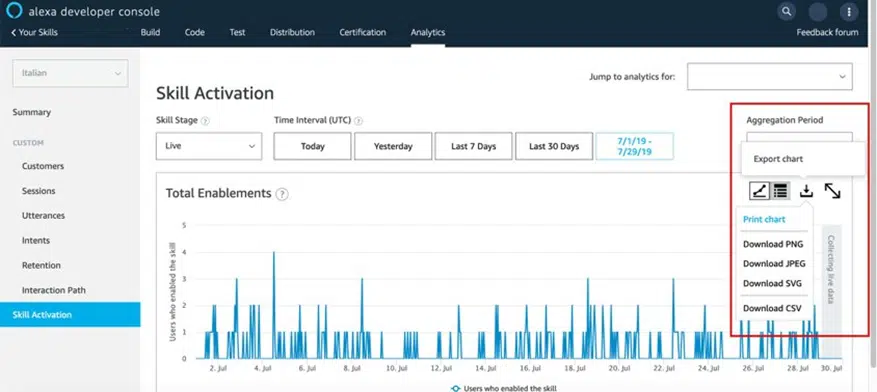 alexa developer console
Your Skills
Build
Code
Test
Distribution
Certification
Analytics
Feedback forum
Italian
Jump to analytics for:
Summary
CUSTOM
Customers
Sessions
Utterances
Intents
Retention
Interaction Path
Skill Activation
Skill Activation
Skill Stage ?
Time Interval (UTC) ?
Live
Today
Yesterday
Last 7 Days
Last 30 Days
7/1/19 -
7/29/19
Aggregation Period
Export chart
Total Enablements ?
Print chart
Download PNG
Download JPEG
Download SVG
Download CSV
Collecting live data
Users who enabled the skill
5
4
3
2
1
0
2. Jul
4. Jul
6. Jul
8. Jul
10. Jul
12. Jul
14. Jul
16. Jul
18. Jul
20. Jul
22. Jul
24. Jul
26. Jul
28. Jul
30. Jul
Users who enabled the skill